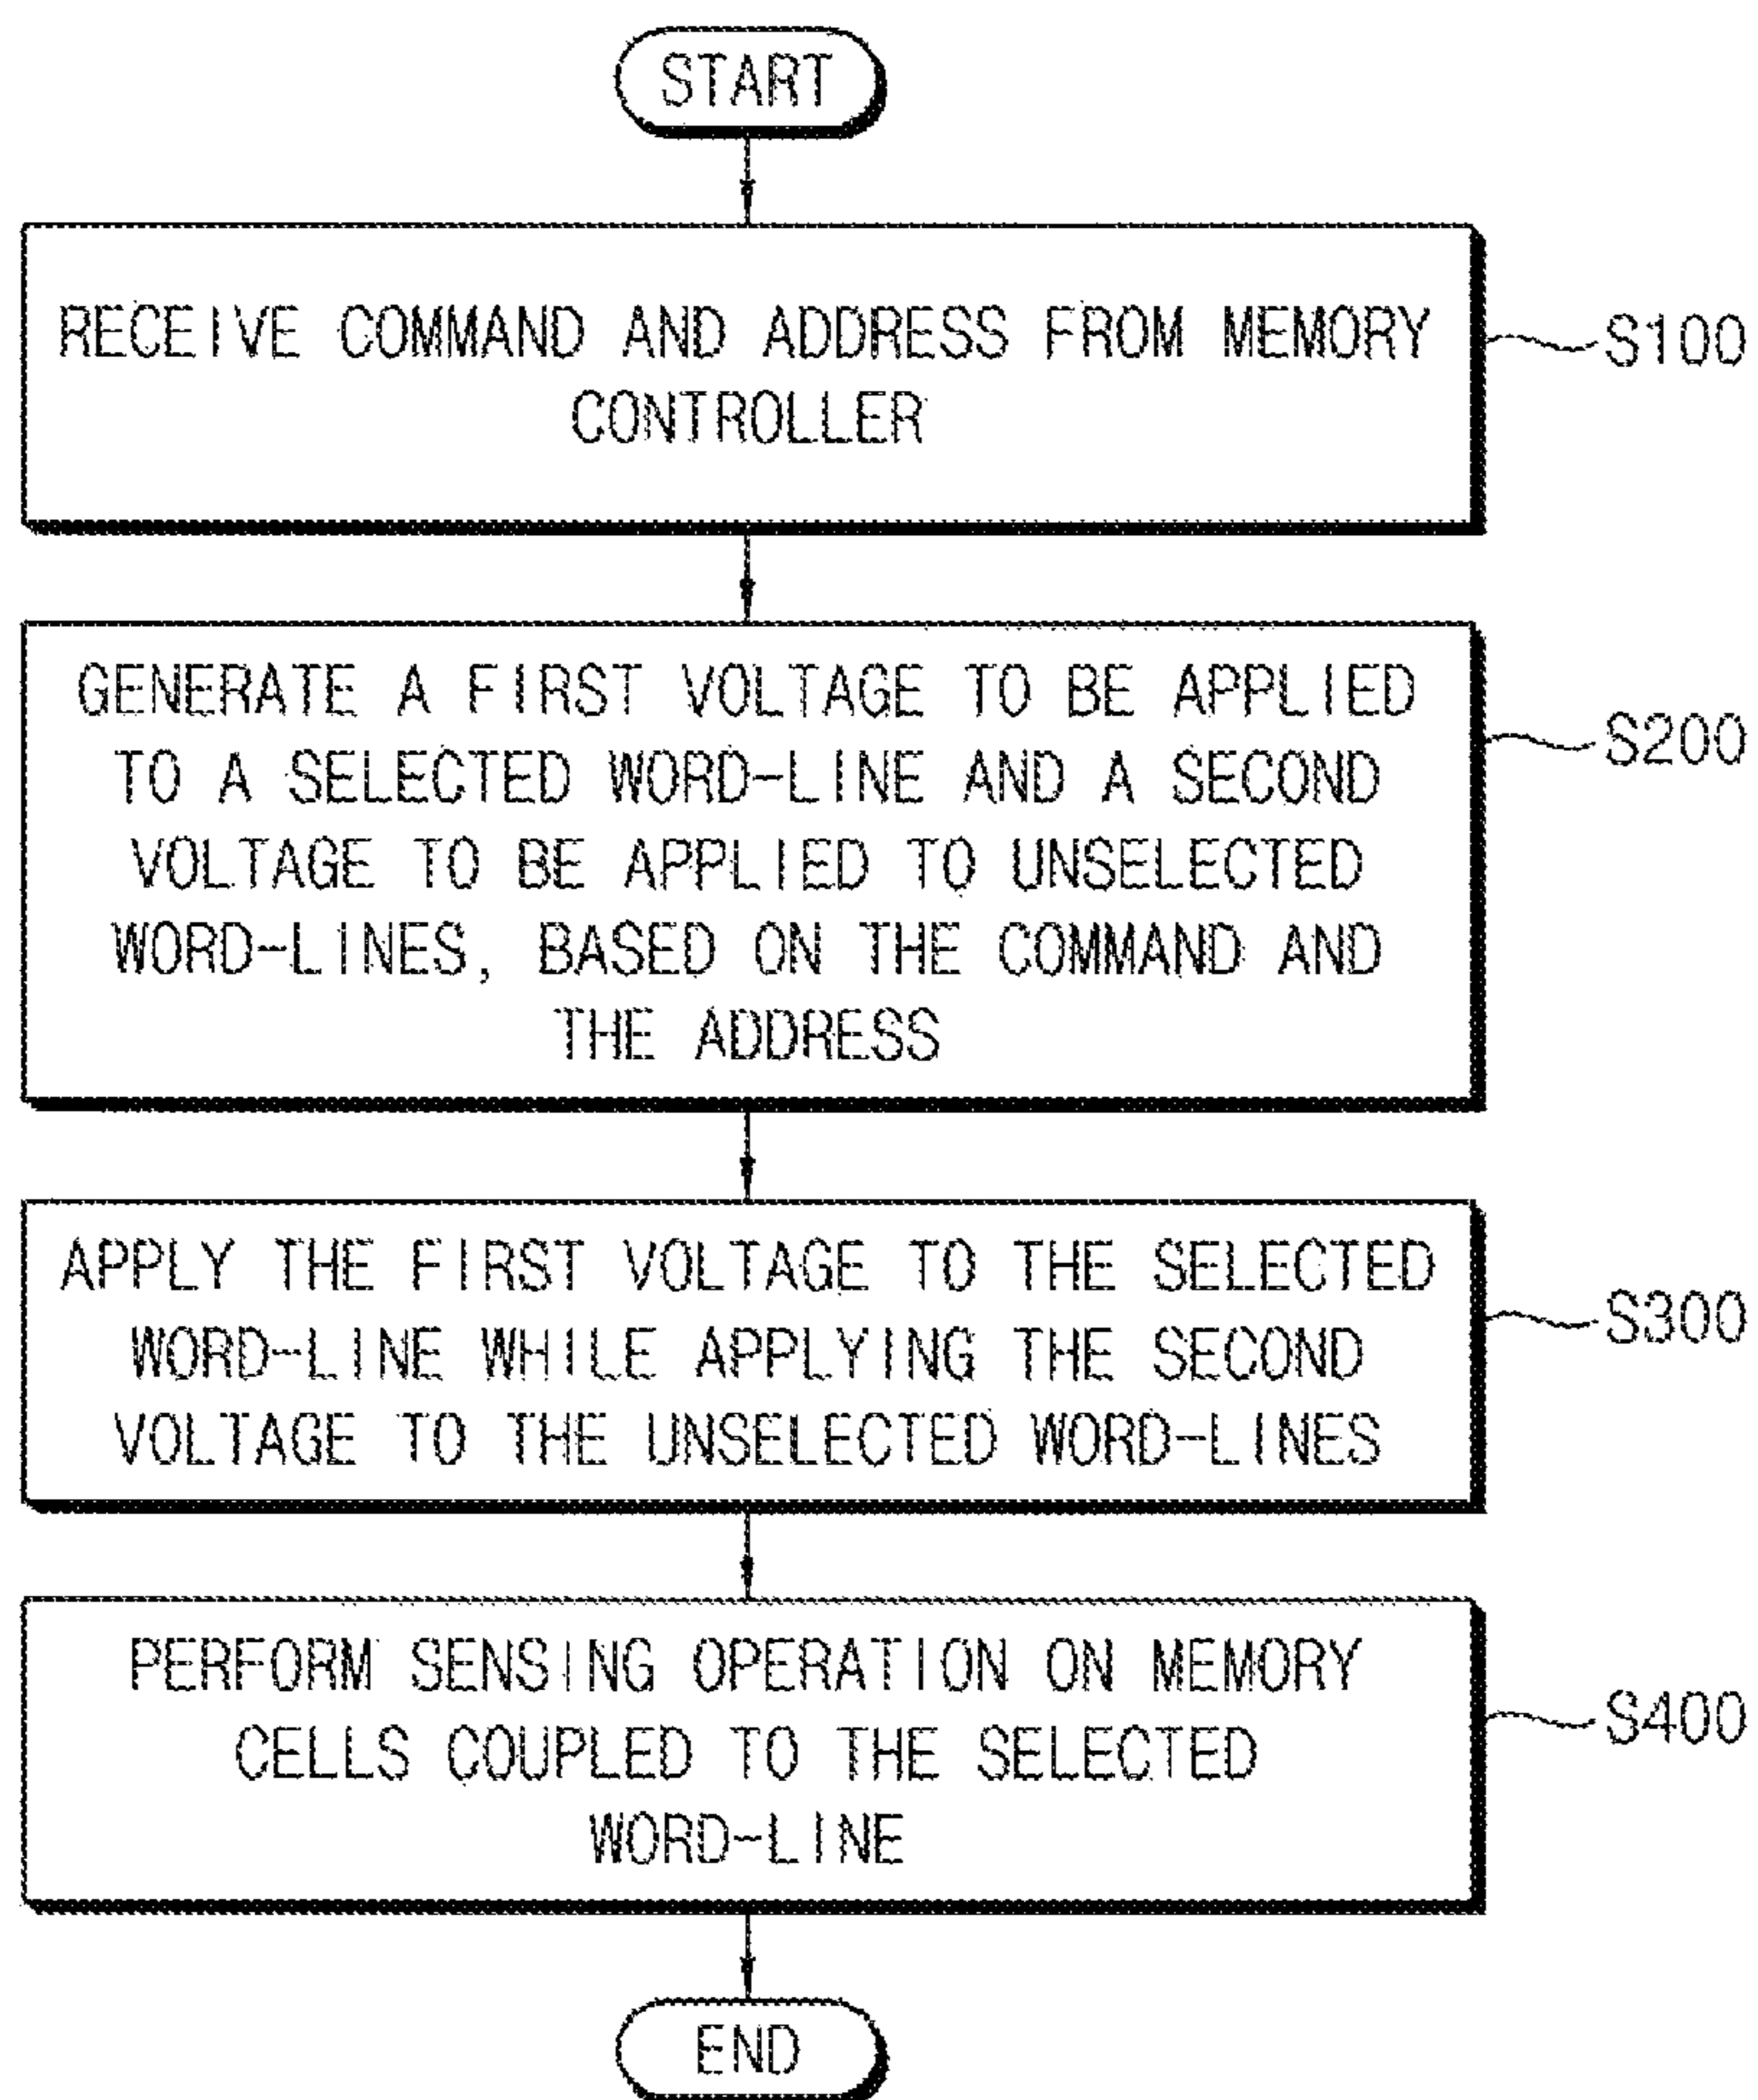 START
RECEIVE COMMAND AND ADDRESS FROM MEMORY
CONTROLLER
S100
GENERATE A FIRST VOLTAGE TO BE APPLIED
TO A SELECTED WORD-LINE AND A SECOND
VOLTAGE TO BE APPLIED TO UNSELECTED
WORD-LINES, BASED ON THE COMMAND AND
THE ADDRESS
S200
APPLY THE FIRST VOLTAGE TO THE SELECTED
WORD-LINE WHILE APPLYING THE SECOND
VOLTAGE TO THE UNSELECTED WORD-LINES
S300
PERFORM SENSING OPERATION ON MEMORY
CELLS COUPLED TO THE SELECTED
WORD-LINE
S400
END